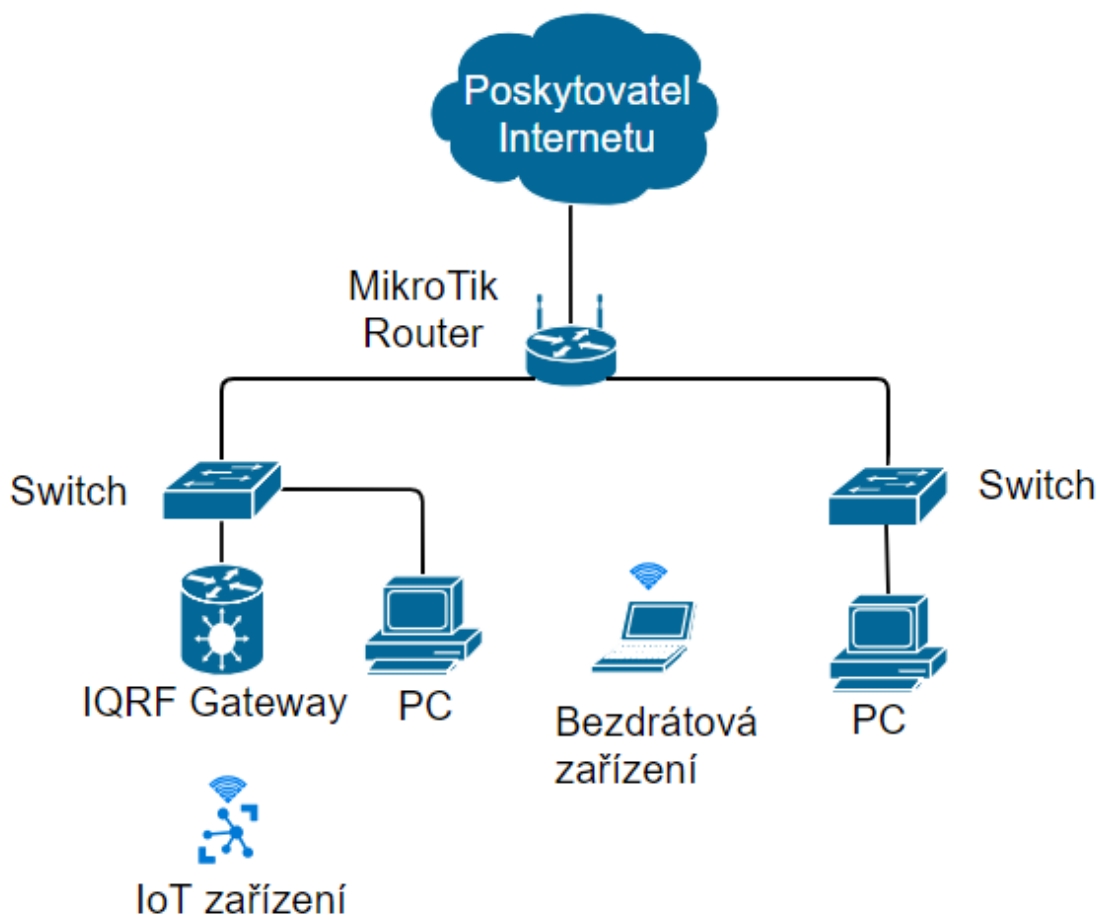 Poskytovatel
Internetu
MikroTik
Router
Switch
Switch
IQRF Gateway
PC
Bezdrátová
zařízení
PC
IoT zařízení